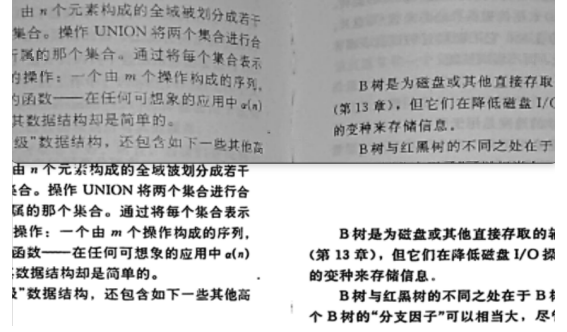 由 n 个元素构成的全域被划分成若干
集合。操作 UNION 将两个集合进行合
所属的那个集合。通过将每个集合表示
的操作：一个由 m 个操作构成的序列，
的函数——在任何可想象的应用中 α(n)
其数据结构却是简单的。
级”数据结构，还包含如下一些其他高
B 树是为磁盘或其他直接存取
(第 13 章)，但它们在降低磁盘 I/O
的变种来存储信息。
B 树与红黑树的不同之处在于
由 n 个元素构成的全域被划分成若干
集合。操作 UNION 将两个集合进行合
属的那个集合。通过将每个集合表示
操作：一个由 m 个操作构成的序列，
函数——在任何可想象的应用中 α(n)
数据结构却是简单的。
级”数据结构，还包含如下一些其他高
B 树是为磁盘或其他直接存取的辅
(第 13 章)，但它们在降低磁盘 I/O 操
的变种来存储信息。
B 树与红黑树的不同之处在于 B 树
个 B 树的“分支因子”可以相当大，尽管